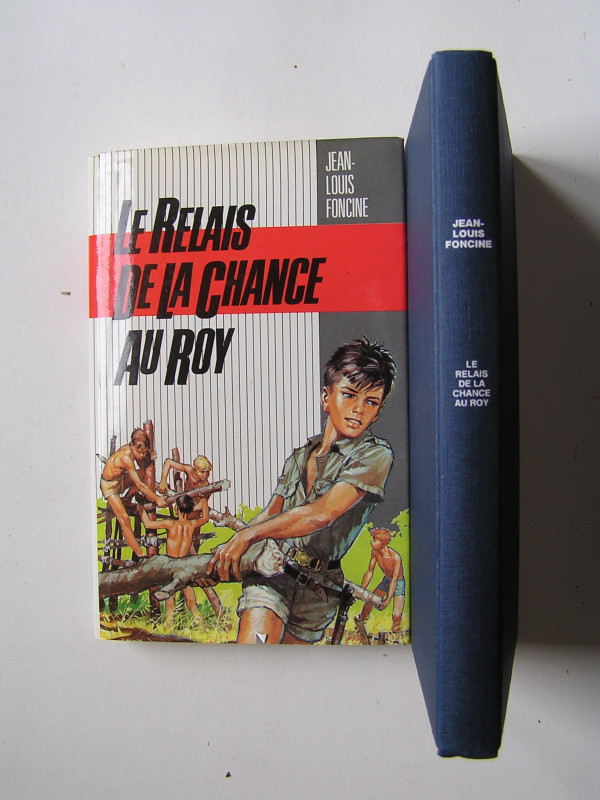 JEAN-
LOUIS
FONCINE
LE RELAIS
DE LA CHANCE
AU ROY
JEAN-
LOUIS
FONCINE
LE
RELAIS
DE LA
CHANCE
AU ROY